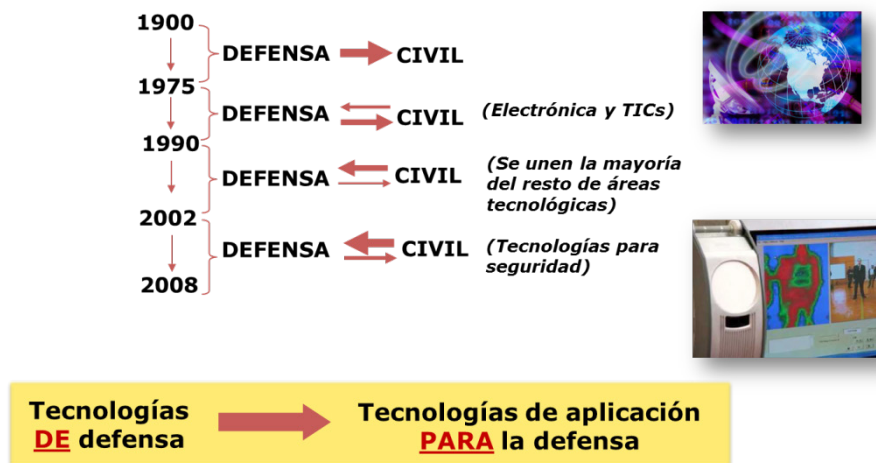 1900
DEFENSA CIVIL
1975
DEFENSA CIVIL (Electrónica y TICs)
1990
DEFENSA CIVIL (Se unen la mayoría
del resto de áreas
tecnológicas)
2002
DEFENSA CIVIL (Tecnologías para
seguridad)
2008
Tecnologías
DE defensa
Tecnologías de aplicación
PARA la defensa